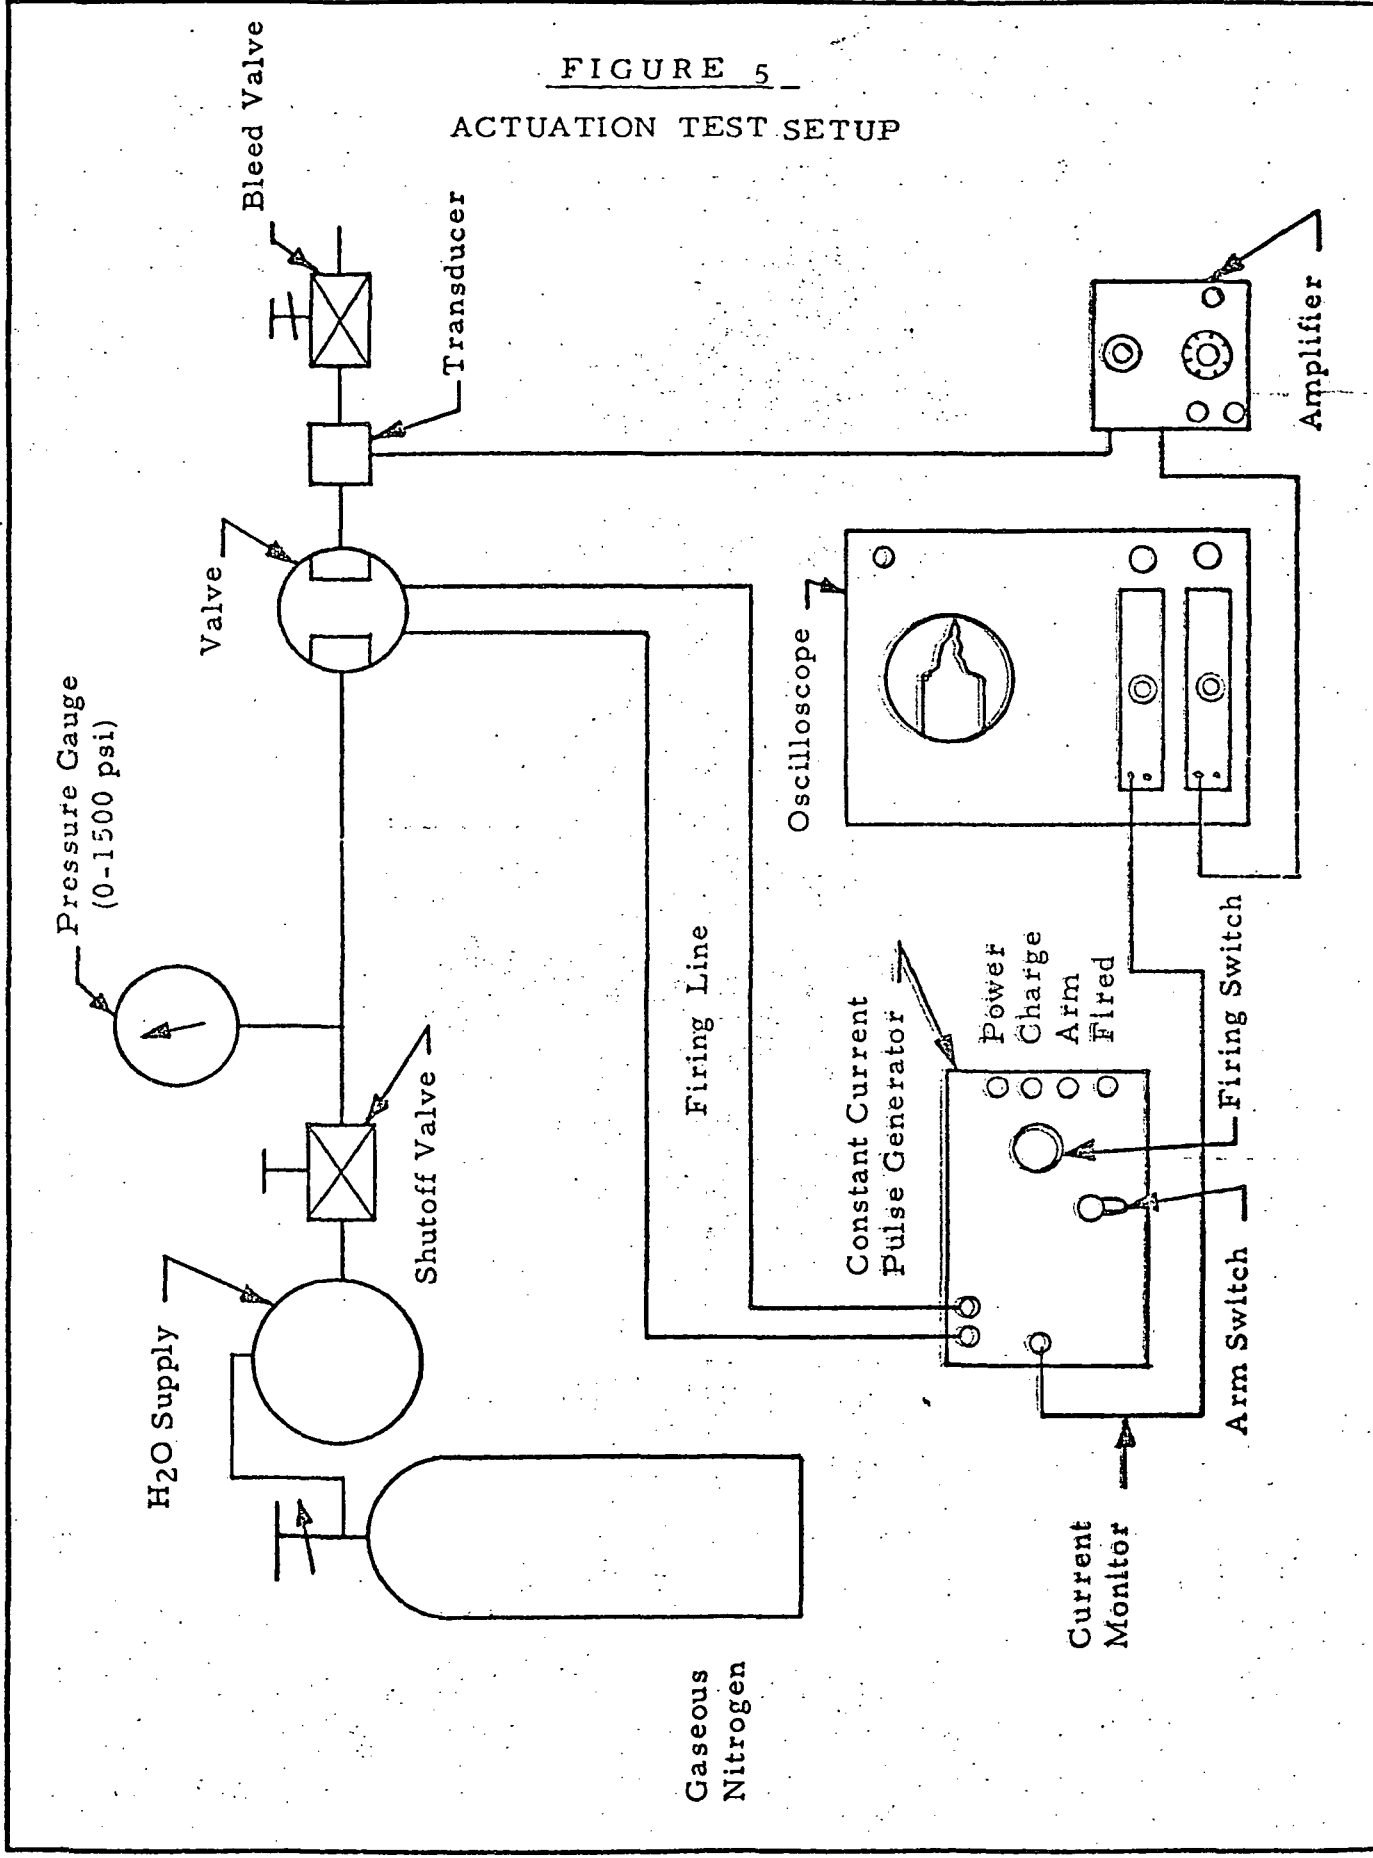 FIGURE 5
ACTUATION TEST SETUP
Bleed Valve
Transducer
Valve
Pressure Gauge
(0-1500 psi)
Shutoff Valve
H2O Supply
Gaseous
Nitrogen
Firing Line
Amplifier
Oscilloscope
Constant Current
Pulse Generator
Power
Charge
Arm
Fired
Firing Switch
Arm Switch
Current
Monitor